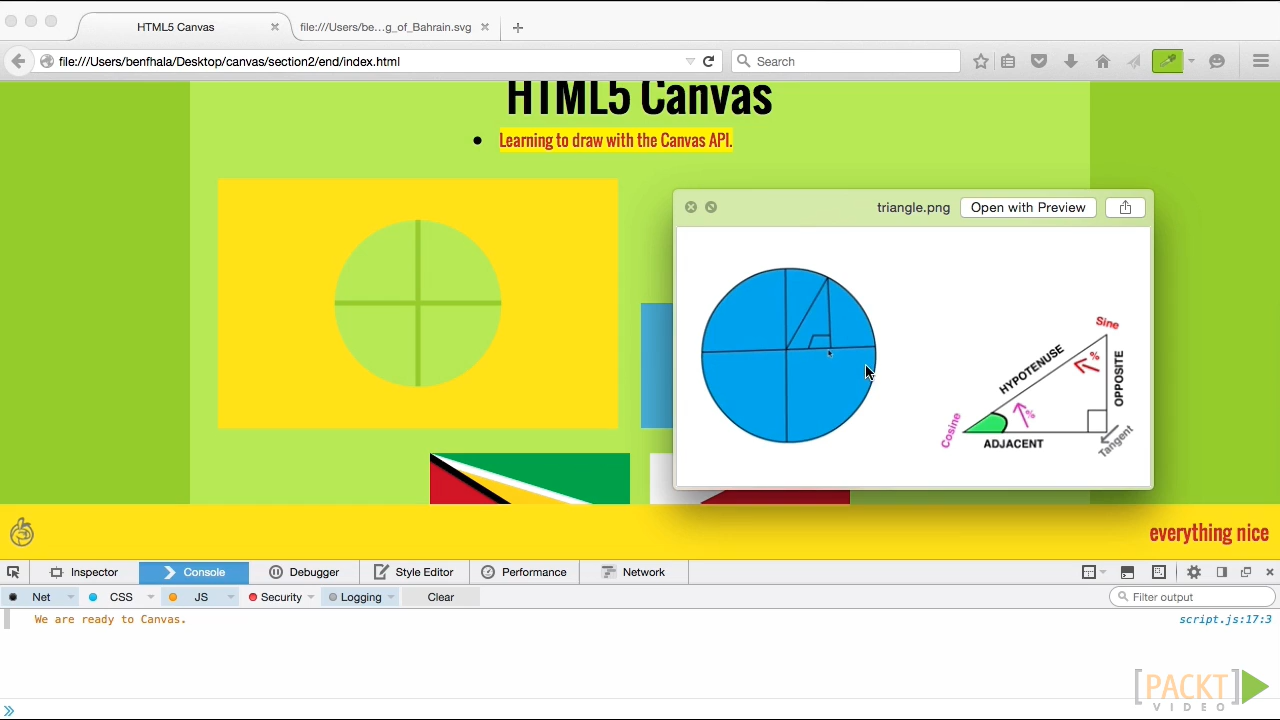 HTML5 Canvas
file:///Users/be...g_of_Bahrain.svg
file:///Users/benfhala/Desktop/canvas/section2/end/index.html
Search
HTML5 Canvas
Learning to draw with the Canvas API.
triangle.png
Open with Preview
Sine
%
HYPOTENUSE
OPPOSITE
%
Cosine
ADJACENT
Tangent
everything nice
Inspector
Console
Debugger
Style Editor
Performance
Network
Net
CSS
JS
Security
Logging
Clear
Filter output
We are ready to Canvas.
script.js:17:3
[PACKT]
VIDEO